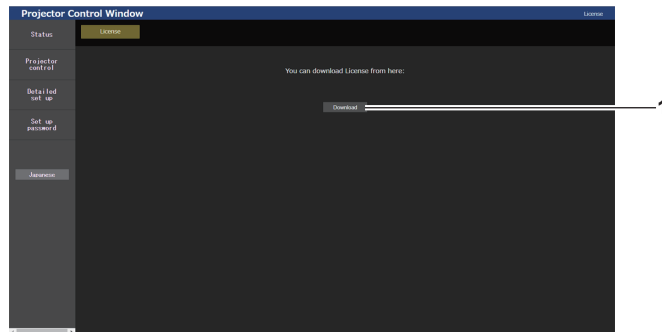 Projector Control Window
License
Status
License
Projector
control
You can download License from here:
Detailed
set up
Download
1
Set up
password
Japanese